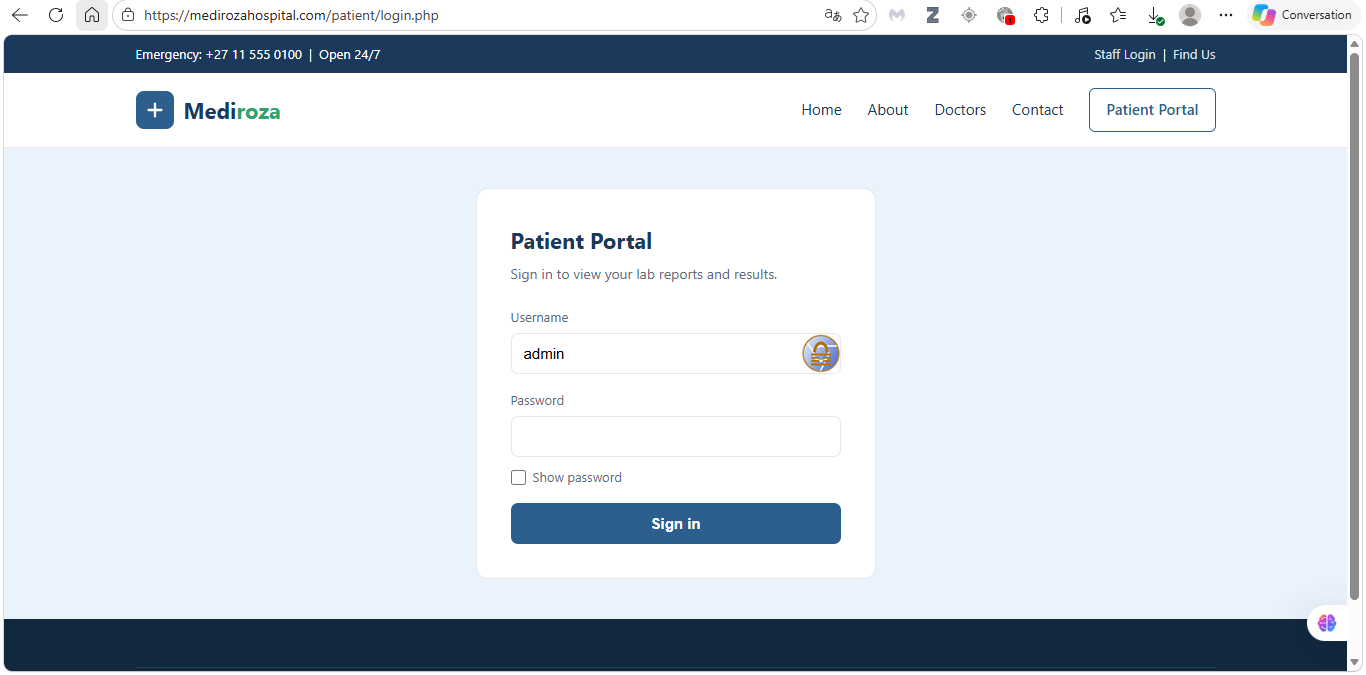 https://medirozahospital.com/patient/login.php
Conversation
Emergency: +27 11 555 0100 | Open 24/7
Staff Login | Find Us
Mediroza
Home
About
Doctors
Contact
Patient Portal
Patient Portal
Sign in to view your lab reports and results.
Username
admin
Password
Show password
Sign in